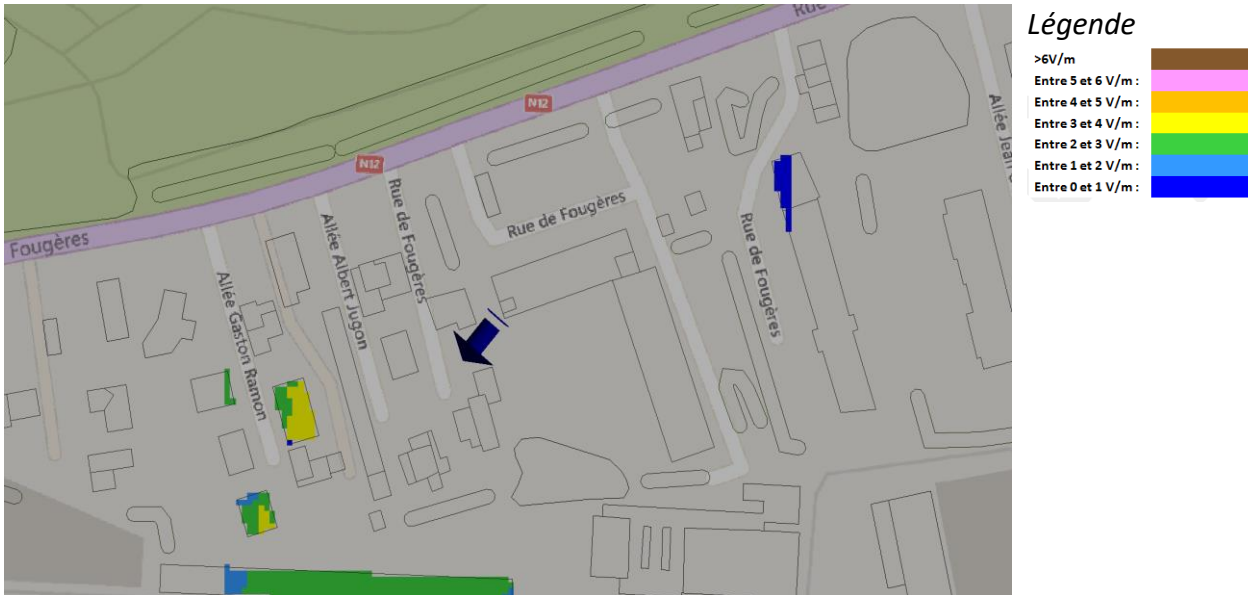 Rue
Légende
>6V/m
Entre 5 et 6 V/m :
Entre 4 et 5 V/m :
Entre 3 et 4 V/m :
Entre 2 et 3 V/m :
Entre 1 et 2 V/m :
Entre 0 et 1 V/m :
N12
N12
Allée Jean
Fougères
Rue de Fougères
Rue de Fougères
Rue de Fougères
Allée Albert Jugon
Allée Gaston Ramon